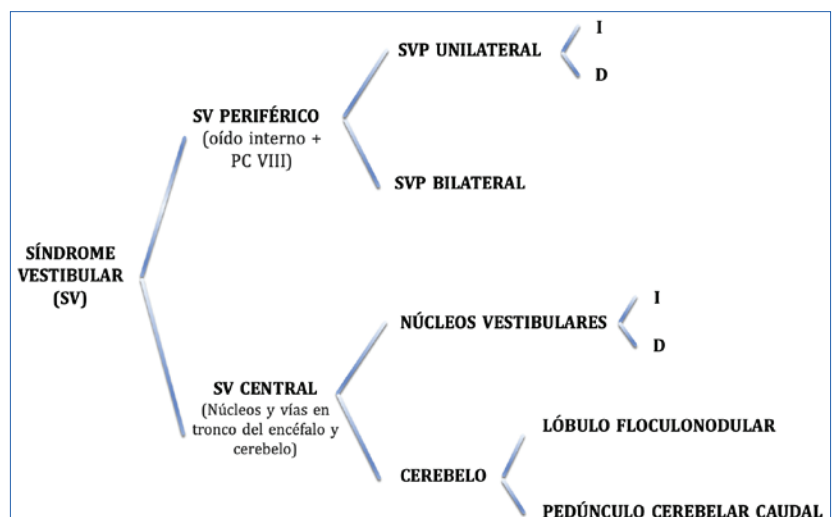 SÍNDROME
VESTIBULAR
(SV)
SV PERIFÉRICO
(oído interno +
PC VIII)
SVP UNILATERAL
I
D
SVP BILATERAL
SV CENTRAL
(Núcleos y vías en
tronco del encéfalo y
cerebelo)
NÚCLEOS VESTIBULARES
I
D
CEREBELO
LÓBULO FLOCULONODULAR
PEDÚNCULO CEREBELAR CAUDAL